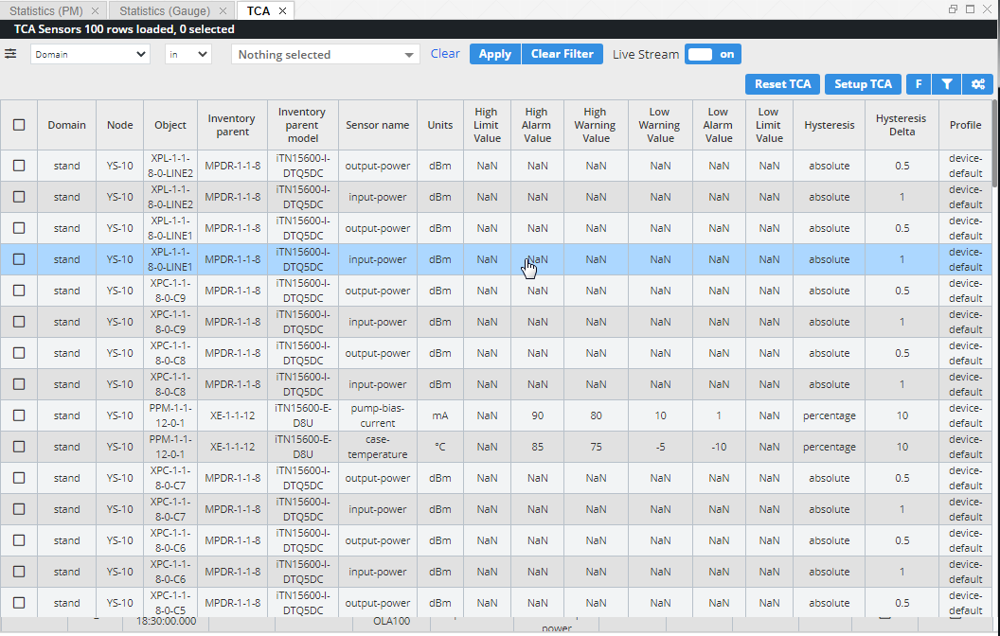 Statistics (PM) × Statistics (Gauge) × TCA ×
TCA Sensors 100 rows loaded, 0 selected
Domain in Nothing selected Clear Apply Clear Filter Live Stream on
Reset TCA Setup TCA F
Domain Node Object Inventory parent Inventory parent model Sensor name Units High Limit Value High Alarm Value High Warning Value Low Warning Value Low Alarm Value Low Limit Value Hysteresis Hysteresis Delta Profile
stand YS-10 XPL-1-1-8-0-LINE2 MPDR-1-1-8 iTN15600-I-DTQ5DC output-power dBm NaN NaN NaN NaN NaN NaN absolute 0.5 device-default
stand YS-10 XPL-1-1-8-0-LINE2 MPDR-1-1-8 iTN15600-I-DTQ5DC input-power dBm NaN NaN NaN NaN NaN NaN absolute 1 device-default
stand YS-10 XPL-1-1-8-0-LINE1 MPDR-1-1-8 iTN15600-I-DTQ5DC output-power dBm NaN NaN NaN NaN NaN NaN absolute 0.5 device-default
stand YS-10 XPL-1-1-8-0-LINE1 MPDR-1-1-8 iTN15600-I-DTQ5DC input-power dBm NaN NaN NaN NaN NaN NaN absolute 1 device-default
stand YS-10 XPC-1-1-8-0-C9 MPDR-1-1-8 iTN15600-I-DTQ5DC output-power dBm NaN NaN NaN NaN NaN NaN absolute 0.5 device-default
stand YS-10 XPC-1-1-8-0-C9 MPDR-1-1-8 iTN15600-I-DTQ5DC input-power dBm NaN NaN NaN NaN NaN NaN absolute 1 device-default
stand YS-10 XPC-1-1-8-0-C8 MPDR-1-1-8 iTN15600-I-DTQ5DC output-power dBm NaN NaN NaN NaN NaN NaN absolute 0.5 device-default
stand YS-10 XPC-1-1-8-0-C8 MPDR-1-1-8 iTN15600-I-DTQ5DC input-power dBm NaN NaN NaN NaN NaN NaN absolute 1 device-default
stand YS-10 PPM-1-1-12-0-1 XE-1-1-12 iTN15600-E-D8U pump-bias-current mA NaN 90 80 10 1 NaN percentage 10 device-default
stand YS-10 PPM-1-1-12-0-1 XE-1-1-12 iTN15600-E-D8U case-temperature °C NaN 85 75 -5 -10 NaN percentage 10 device-default
stand YS-10 XPC-1-1-8-0-C7 MPDR-1-1-8 iTN15600-I-DTQ5DC output-power dBm NaN NaN NaN NaN NaN NaN absolute 0.5 device-default
stand YS-10 XPC-1-1-8-0-C7 MPDR-1-1-8 iTN15600-I-DTQ5DC input-power dBm NaN NaN NaN NaN NaN NaN absolute 1 device-default
stand YS-10 XPC-1-1-8-0-C6 MPDR-1-1-8 iTN15600-I-DTQ5DC output-power dBm NaN NaN NaN NaN NaN NaN absolute 0.5 device-default
stand YS-10 XPC-1-1-8-0-C6 MPDR-1-1-8 iTN15600-I-DTQ5DC input-power dBm NaN NaN NaN NaN NaN NaN absolute 1 device-default
stand YS-10 XPC-1-1-8-0-C5 MPDR-1-1-8 iTN15600-I-DTQ5DC output-power dBm NaN NaN NaN NaN NaN NaN absolute 0.5 device-default
18:30:00.000 OLA100 power